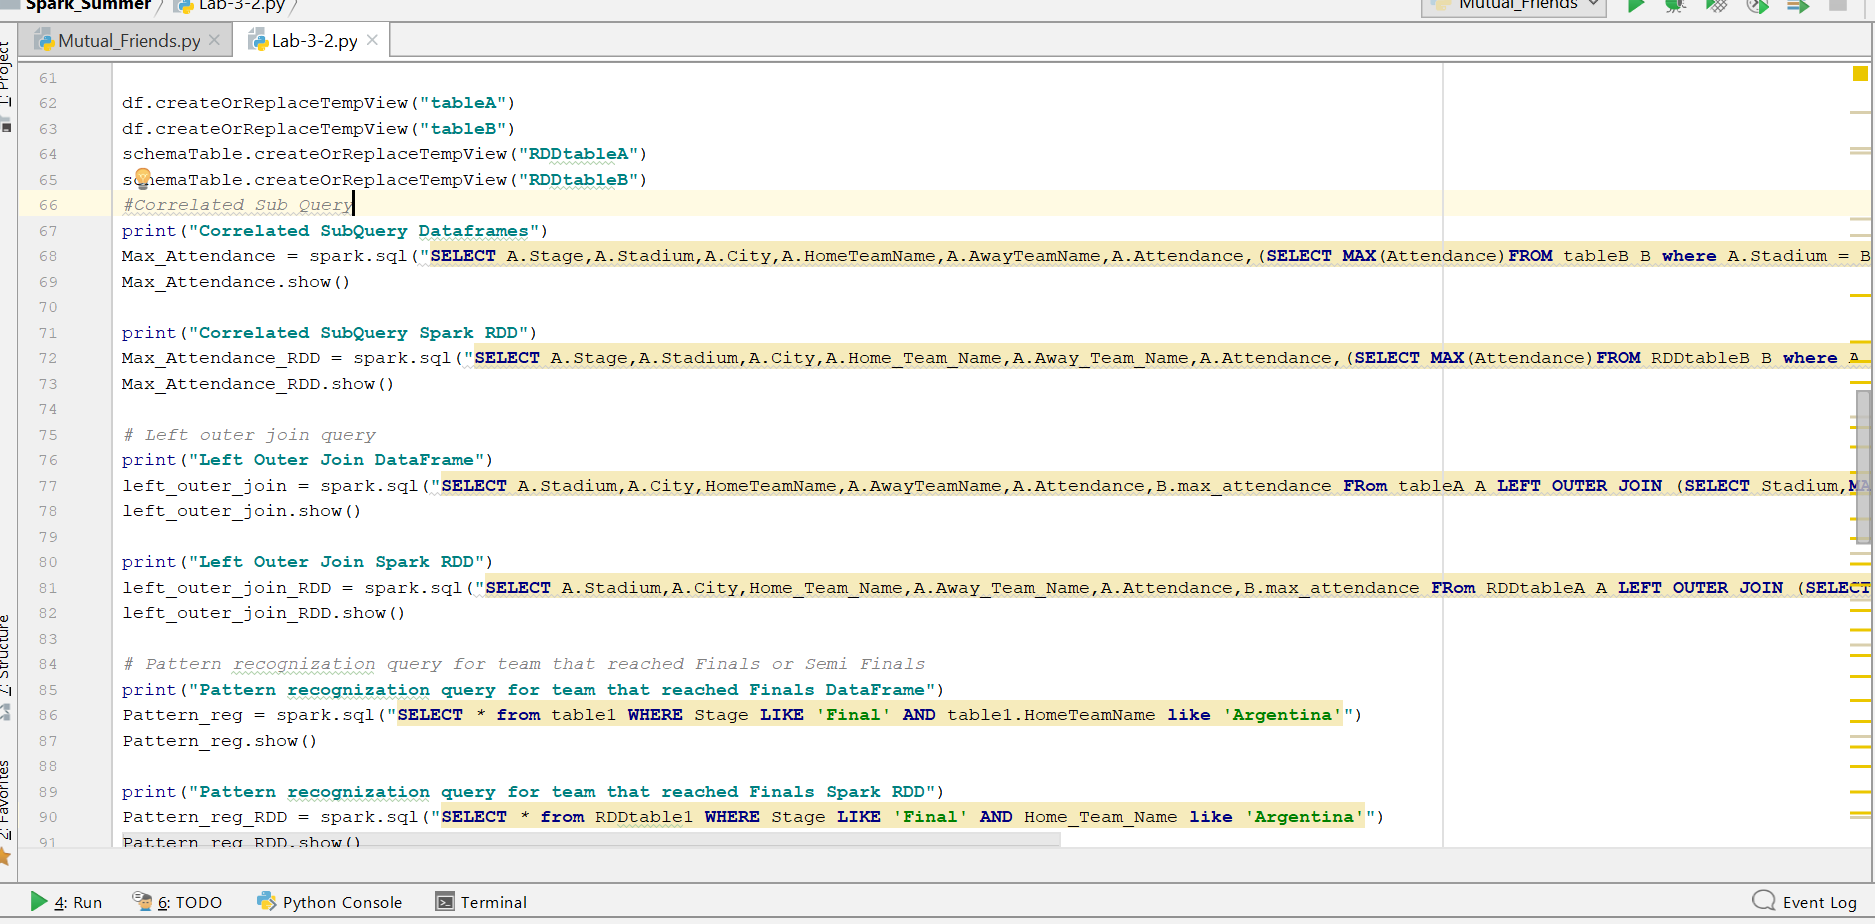 Spark_Summer
Lab-3-2.py
Mutual_Friends
Mutual_Friends.py
Lab-3-2.py
1: Project
61
62 df.createOrReplaceTempView("tableA")
63 df.createOrReplaceTempView("tableB")
64 schemaTable.createOrReplaceTempView("RDDtableA")
65 schemaTable.createOrReplaceTempView("RDDtableB")
66 #Correlated Sub Query
67 print("Correlated SubQuery Dataframes")
68 Max_Attendance = spark.sql("SELECT A.Stage,A.Stadium,A.City,A.HomeTeamName,A.AwayTeamName,A.Attendance,(SELECT MAX(Attendance)FROM tableB B where A.Stadium = B
69 Max_Attendance.show()
70
71 print("Correlated SubQuery Spark RDD")
72 Max_Attendance_RDD = spark.sql("SELECT A.Stage,A.Stadium,A.City,A.Home_Team_Name,A.Away_Team_Name,A.Attendance,(SELECT MAX(Attendance)FROM RDDtableB B where A
73 Max_Attendance_RDD.show()
74
75 # Left outer join query
76 print("Left Outer Join DataFrame")
77 left_outer_join = spark.sql("SELECT A.Stadium,A.City,HomeTeamName,A.AwayTeamName,A.Attendance,B.max_attendance FRom tableA A LEFT OUTER JOIN (SELECT Stadium,MA
78 left_outer_join.show()
79
80 print("Left Outer Join Spark RDD")
81 left_outer_join_RDD = spark.sql("SELECT A.Stadium,A.City,Home_Team_Name,A.Away_Team_Name,A.Attendance,B.max_attendance FRom RDDtableA A LEFT OUTER JOIN (SELECT
82 left_outer_join_RDD.show()
83
84 # Pattern recognization query for team that reached Finals or Semi Finals
85 print("Pattern recognization query for team that reached Finals DataFrame")
86 Pattern_reg = spark.sql("SELECT * from table1 WHERE Stage LIKE 'Final' AND table1.HomeTeamName like 'Argentina'")
87 Pattern_reg.show()
88
89 print("Pattern recognization query for team that reached Finals Spark RDD")
90 Pattern_reg_RDD = spark.sql("SELECT * from RDDtable1 WHERE Stage LIKE 'Final' AND Home_Team_Name like 'Argentina'")
91 Pattern_reg_RDD.show()
7: Structure
2: Favorites
4: Run
6: TODO
Python Console
Terminal
Event Log